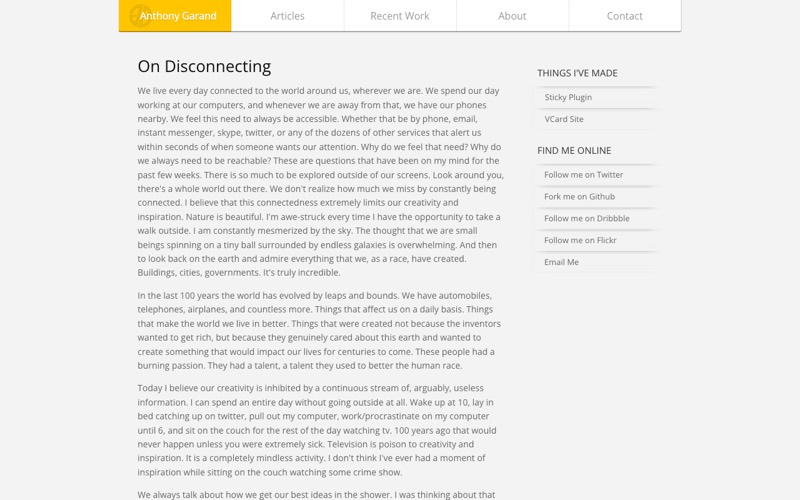 Anthony Garand
Articles
Recent Work
About
Contact
On Disconnecting
We live every day connected to the world around us, wherever we are. We spend our day
working at our computers, and whenever we are away from that, we have our phones
nearby. We feel this need to always be accessible. Whether that be by phone, email,
instant messenger, skype, twitter, or any of the dozens of other services that alert us
within seconds of when someone wants our attention. Why do we feel that need? Why do
we always need to be reachable? These are questions that have been on my mind for the
past few weeks. There is so much to be explored outside of our screens. Look around you,
there's a whole world out there. We don't realize how much we miss by constantly being
connected. I believe that this connectedness extremely limits our creativity and
inspiration. Nature is beautiful. I'm awe-struck every time I have the opportunity to take a
walk outside. I am constantly mesmerized by the sky. The thought that we are small
beings spinning on a tiny ball surrounded by endless galaxies is overwhelming. And then
to look back on the earth and admire everything that we, as a race, have created.
Buildings, cities, governments. It's truly incredible.
In the last 100 years the world has evolved by leaps and bounds. We have automobiles,
telephones, airplanes, and countless more. Things that affect us on a daily basis. Things
that make the world we live in better. Things that were created not because the inventors
wanted to get rich, but because they genuinely cared about this earth and wanted to
create something that would impact our lives for centuries to come. These people had a
burning passion. They had a talent, a talent they used to better the human race.
Today I believe our creativity is inhibited by a continuous stream of, arguably, useless
information. I can spend an entire day without going outside at all. Wake up at 10, lay in
bed catching up on twitter, pull out my computer, work/procrastinate on my computer
until 6, and sit on the couch for the rest of the day watching tv. 100 years ago that would
never happen unless you were extremely sick. Television is poison to creativity and
inspiration. It is a completely mindless activity. I don't think I've ever had a moment of
inspiration while sitting on the couch watching some crime show.
We always talk about how we get our best ideas in the shower. I was thinking about that
THINGS I'VE MADE
Sticky Plugin
VCard Site
FIND ME ONLINE
Follow me on Twitter
Fork me on Github
Follow me on Dribbble
Follow me on Flickr
Email Me